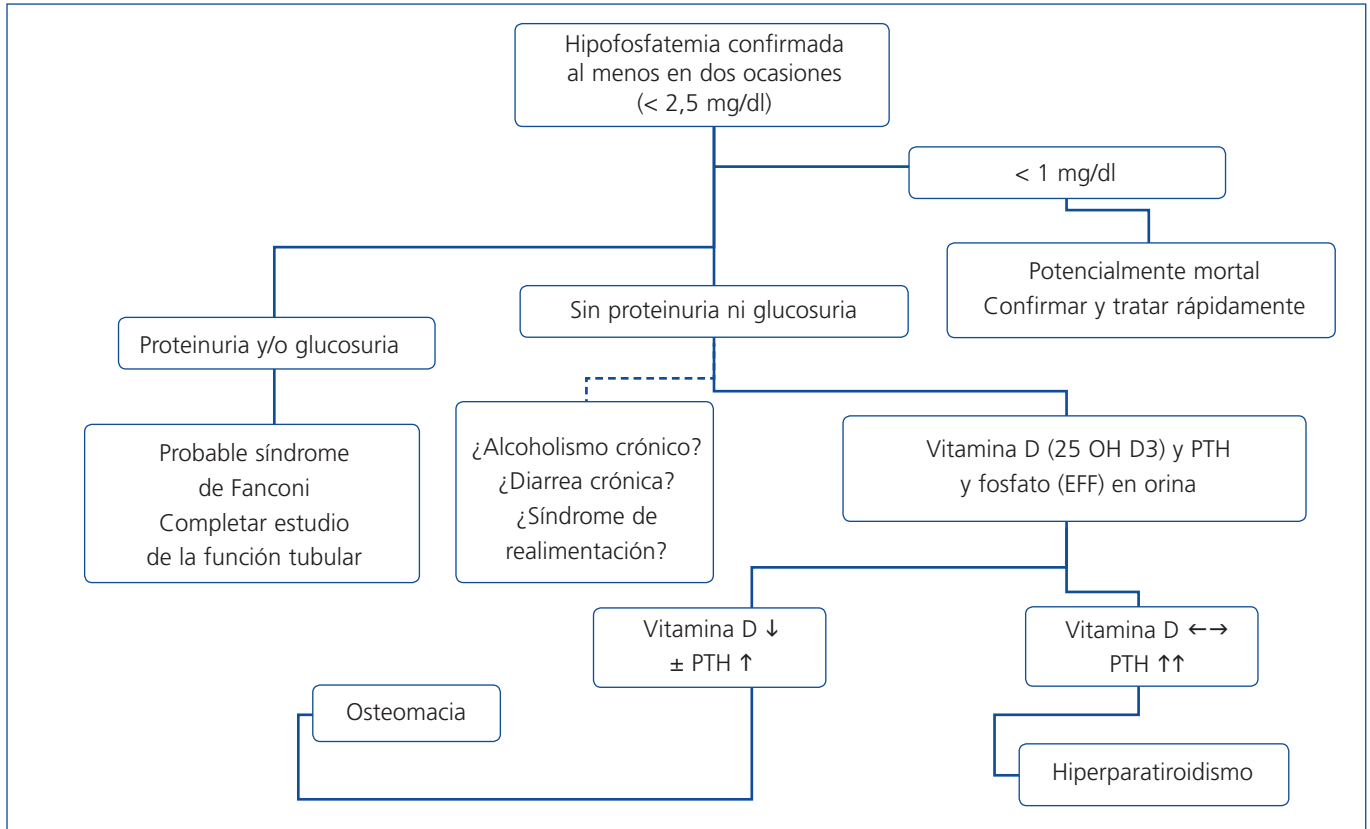 Hipofosfatemia confirmada
al menos en dos ocasiones
(< 2,5 mg/dl)
< 1 mg/dl
Potencialmente mortal
Confirmar y tratar rápidamente
Sin proteinuria ni glucosuria
Proteinuria y/o glucosuria
Probable síndrome
de Fanconi
Completar estudio
de la función tubular
¿Alcoholismo crónico?
¿Diarrea crónica?
¿Síndrome de
realimentación?
Vitamina D (25 OH D3) y PTH
y fosfato (EFF) en orina
Vitamina D ↓
± PTH ↑
Vitamina D ←→
PTH ↑↑
Osteomacia
Hiperparatiroidismo